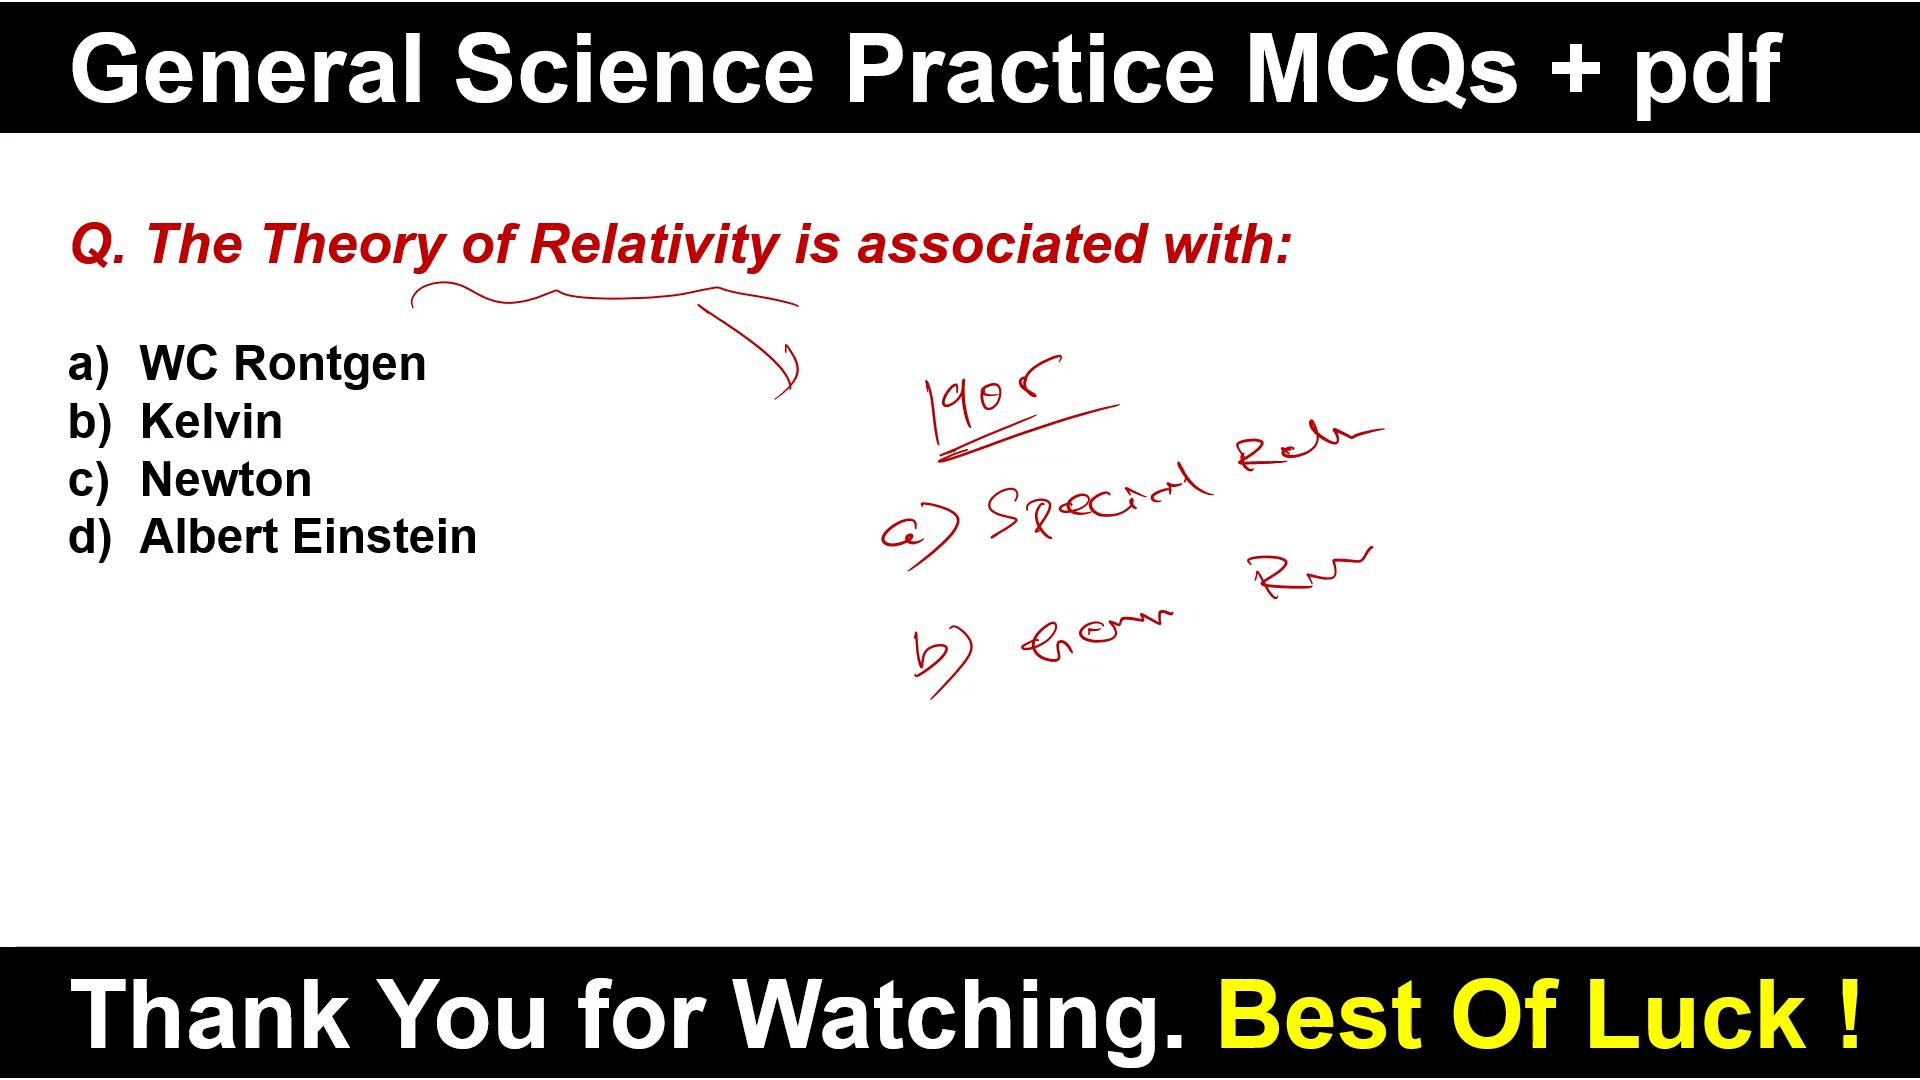 General Science Practice MCQs + pdf
Q. The Theory of Relativity is associated with:
a) WC Rontgen
b) Kelvin
c) Newton
d) Albert Einstein
1905
a) Special
b)
Thank You for Watching. Best Of Luck !